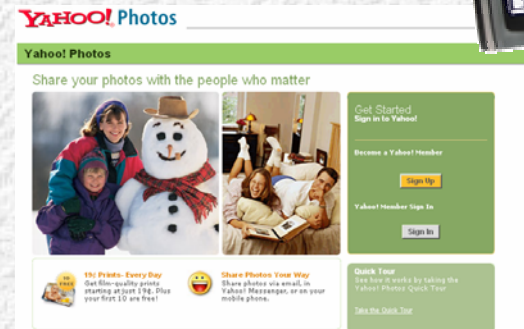 YAHOO! Photos
Yahoo! Photos
Share your photos with the people who matter
Get Started
Sign in to Yahoo!
Become a Yahoo! Member
Sign Up
Yahoo! Member Sign In
Sign In
19¢ Prints-Every Day
Get film-quality prints
starting at just 19¢. Plus
your first 10 are free!
10
FREE
Share Photos Your Way
Share photos via email, in
Yahoo! Messenger, or on your
mobile phone.
Quick Tour
See how it works by taking the
Yahoo! Photos Quick Tour
Take the Quick Tour